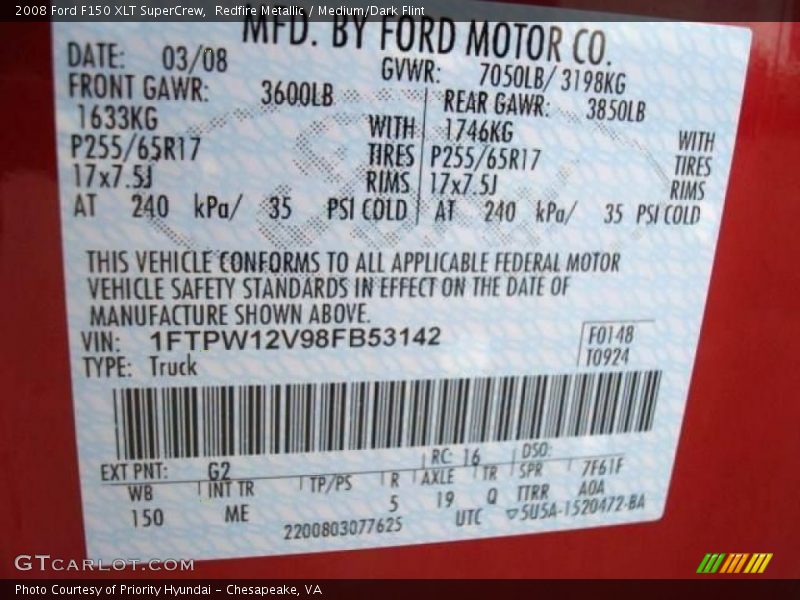 2008 Ford F150 XLT SuperCrew,  Redfire Metallic / Medium/Dark Flint
MFD. BY FORD MOTOR CO.
DATE: 03/08 GVWR: 7050LB/ 3198KG
FRONT GAWR: 3600LB REAR GAWR: 3850LB
1633KG WITH 1746KG WITH
P255/65R17 TIRES P255/65R17 TIRES
17x7.5J RIMS 17x7.5J RIMS
AT 240 kPa/ 35 PSI COLD AT 240 kPa/ 35 PSI COLD
THIS VEHICLE CONFORMS TO ALL APPLICABLE FEDERAL MOTOR
VEHICLE SAFETY STANDARDS IN EFFECT ON THE DATE OF
MANUFACTURE SHOWN ABOVE.
VIN: 1FTPW12V98FB53142 F0148
TYPE: Truck T0924
EXT PNT: G2 RC: 16 DSO:
WB INT TR TP/PS R AXLE TR SPR 7F61F
150 ME 5 19 Q TTRR A0A
2200803077625 UTC ▽5U5A-1520472-BA
GTCARLOT.COM
Photo Courtesy of Priority Hyundai - Chesapeake, VA